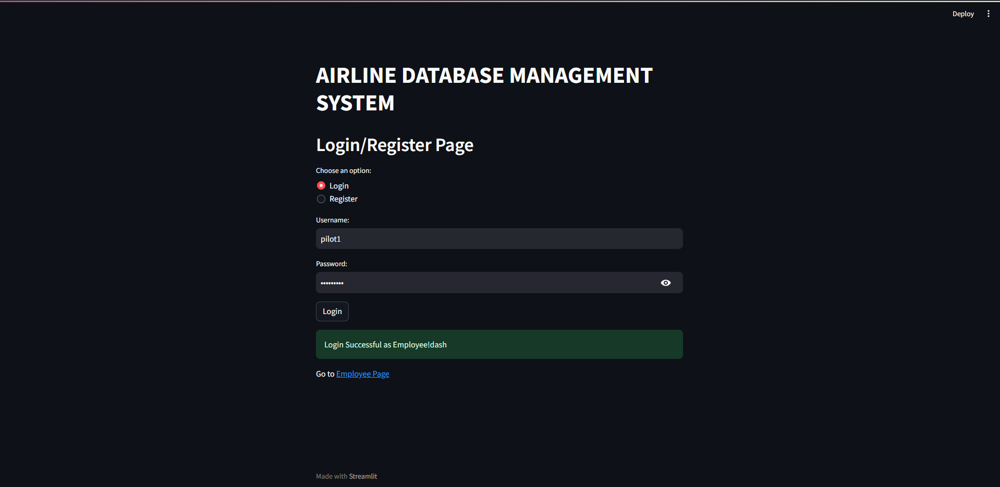 Deploy
AIRLINE DATABASE MANAGEMENT
SYSTEM
Login/Register Page
Choose an option:
Login
Register
Username:
pilot1
Password:
•••••••••
Login
Login Successful as Employee!dash
Go to Employee Page
Made with Streamlit